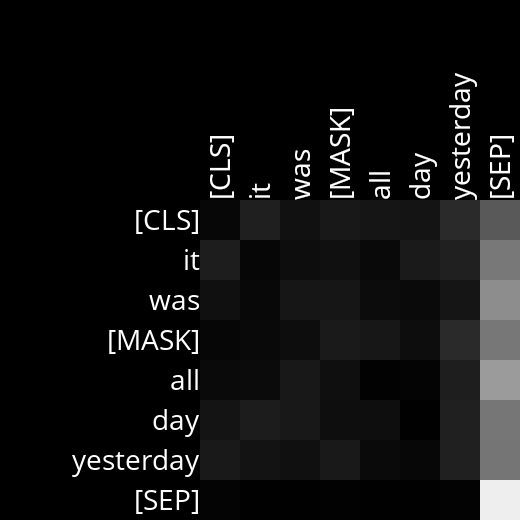 [CLS]
it
was
[MASK]
all
day
yesterday
[SEP]
[CLS]
it
was
[MASK]
all
day
yesterday
[SEP]